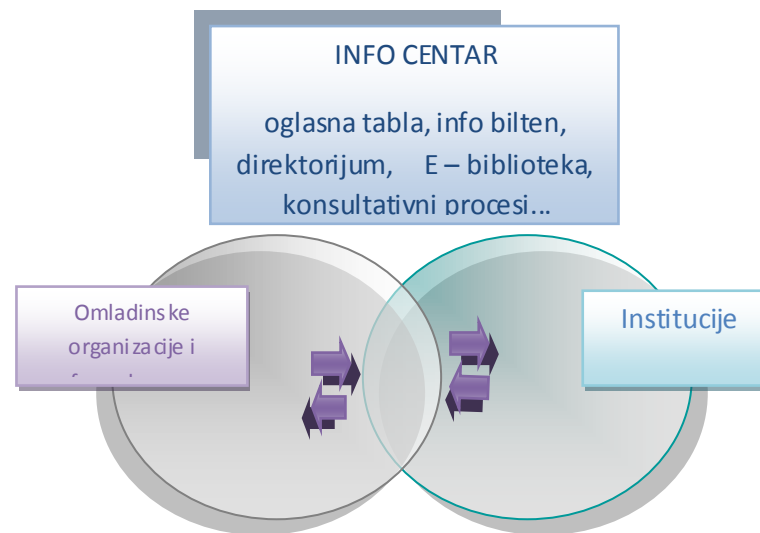 INFO CENTAR
oglasna tabla, info bilten,
direktorijum, E – biblioteka,
konsultativni procesi...
Omladinske
organizacije i
Institucije